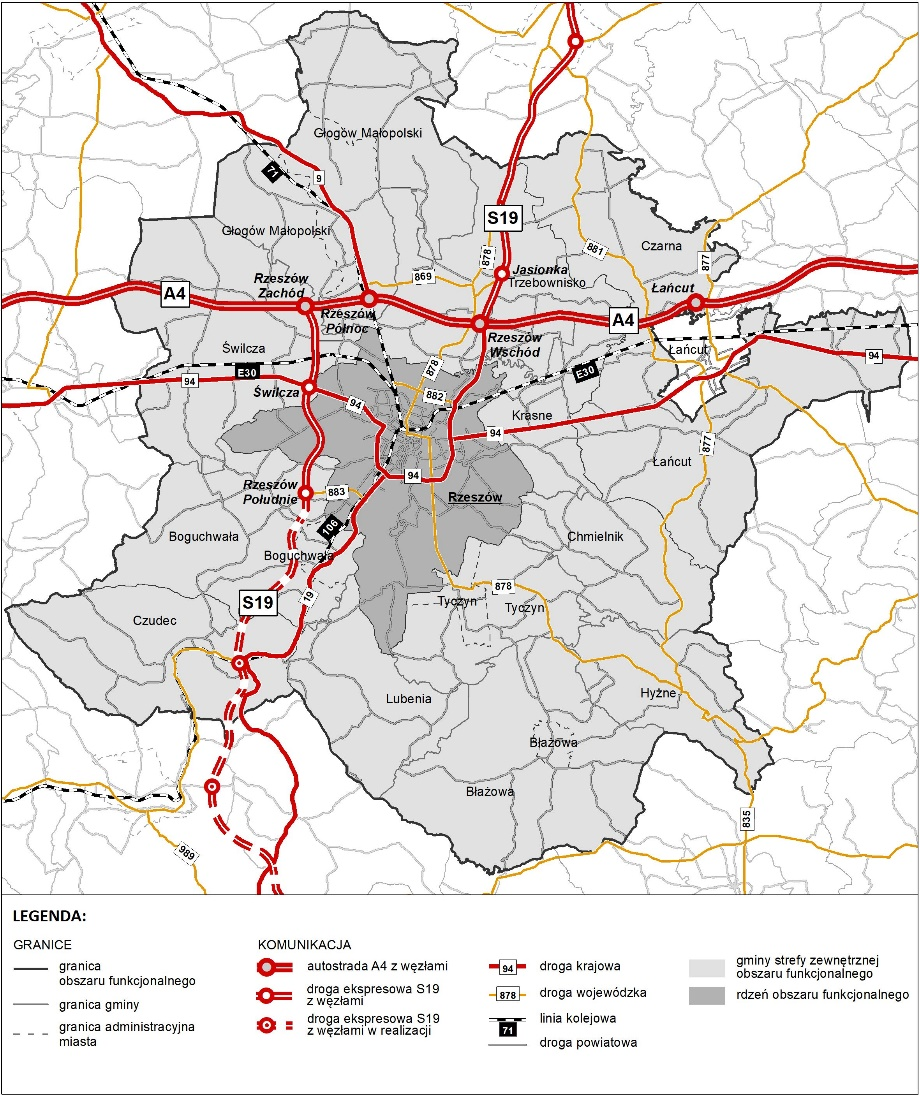 Głogów Małopolski
71
9
S19
Głogów Małopolski
878
881
Czarna
877
869
Jasionka
Trzebownisko
Rzeszów
Zachód
Łańcut
A4
Rzeszów
Północ
A4
Rzeszów
Wschód
Świlcza
Łańcut
94
E30
94
878
E30
Świlcza
94
882
Krasne
94
877
Łańcut
94
Rzeszów
Południe
883
Rzeszów
106
Boguchwała
Chmielnik
Boguchwała
878
S19
19
Tyczyn
Tyczyn
Czudec
Lubenia
Hyżne
Błażowa
Błażowa
835
989
LEGENDA:
GRANICE
granica
obszaru funkcjonalnego
granica gminy
granica administracyjna
miasta
KOMUNIKACJA
autostrada A4 z węzłami
droga ekspresowa S19
z węzłami
droga ekspresowa S19
z węzłami w realizacji
94
droga krajowa
878
droga wojewódzka
linia kolejowa
71
droga powiatowa
gminy strefy zewnętrznej
obszaru funkcjonalnego
rdzeń obszaru funkcjonalnego